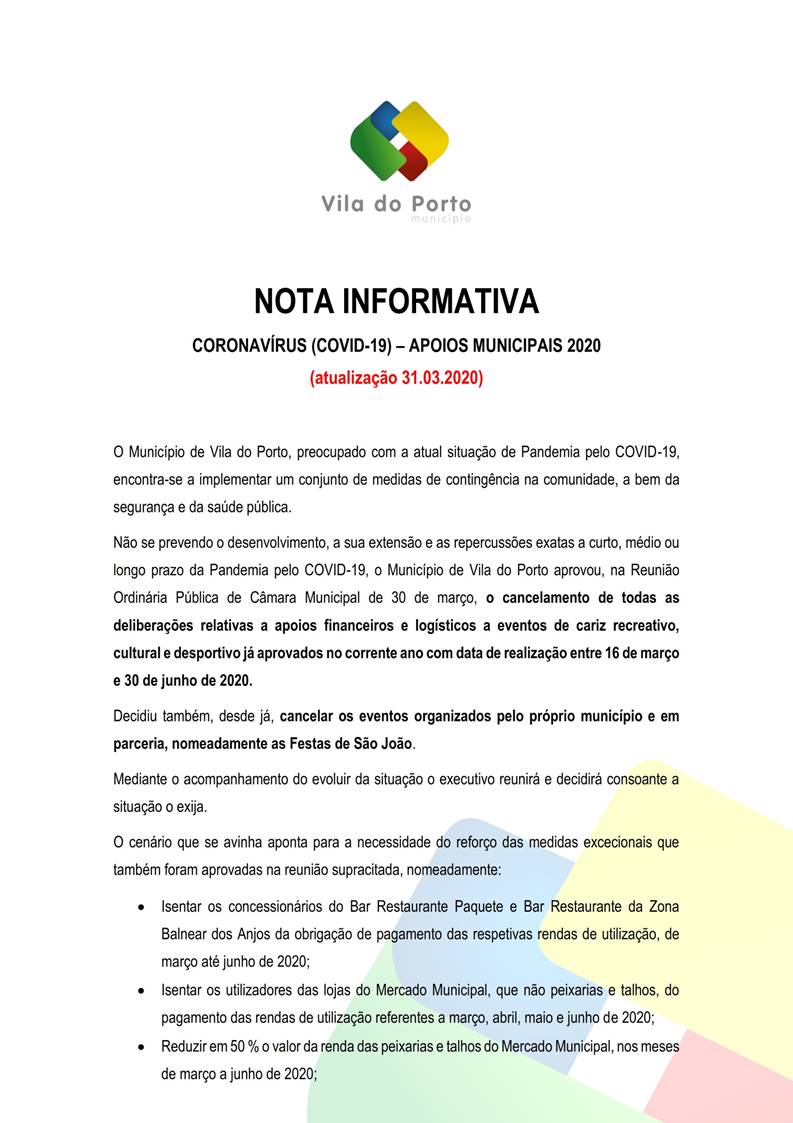 Vila do Porto
município
NOTA INFORMATIVA
CORONAVÍRUS (COVID-19) – APOIOS MUNICIPAIS 2020
(atualização 31.03.2020)
O Município de Vila do Porto, preocupado com a atual situação de Pandemia pelo COVID-19,
encontra-se a implementar um conjunto de medidas de contingência na comunidade, a bem da
segurança e da saúde pública.
Não se prevendo o desenvolvimento, a sua extensão e as repercussões exatas a curto, médio ou
longo prazo da Pandemia pelo COVID-19, o Município de Vila do Porto aprovou, na Reunião
Ordinária Pública de Câmara Municipal de 30 de março, o cancelamento de todas as
deliberações relativas a apoios financeiros e logísticos a eventos de cariz recreativo,
cultural e desportivo já aprovados no corrente ano com data de realização entre 16 de março
e 30 de junho de 2020.
Decidiu também, desde já, cancelar os eventos organizados pelo próprio município e em
parceria, nomeadamente as Festas de São João.
Mediante o acompanhamento do evoluir da situação o executivo reunirá e decidirá consoante a
situação o exija.
O cenário que se avinha aponta para a necessidade do reforço das medidas excecionais que
também foram aprovadas na reunião supracitada, nomeadamente:
• Isentar os concessionários do Bar Restaurante Paquete e Bar Restaurante da Zona
Balnear dos Anjos da obrigação de pagamento das respetivas rendas de utilização, de
março até junho de 2020;
• Isentar os utilizadores das lojas do Mercado Municipal, que não peixarias e talhos, do
pagamento das rendas de utilização referentes a março, abril, maio e junho de 2020;
• Reduzir em 50 % o valor da renda das peixarias e talhos do Mercado Municipal, nos meses
de março a junho de 2020;